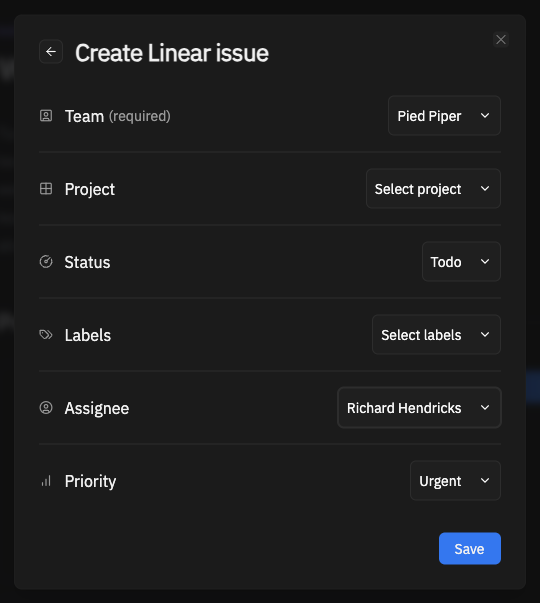 Create Linear issue
Team (required) Pied Piper
Project Select project
Status Todo
Labels Select labels
Assignee Richard Hendricks
Priority Urgent
Save